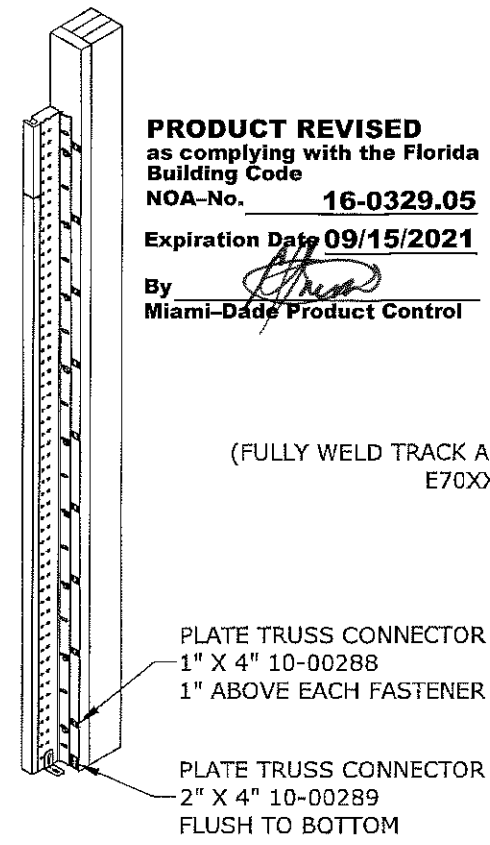 PRODUCT REVISED
as complying with the Florida
Building Code
NOA–No. 16-0329.05
Expiration Date 09/15/2021
By
Miami–Dade Product Control
(FULLY WELD TRACK A
E70XX
PLATE TRUSS CONNECTOR
1" X 4" 10-00288
1" ABOVE EACH FASTENER
PLATE TRUSS CONNECTOR
2" X 4" 10-00289
FLUSH TO BOTTOM